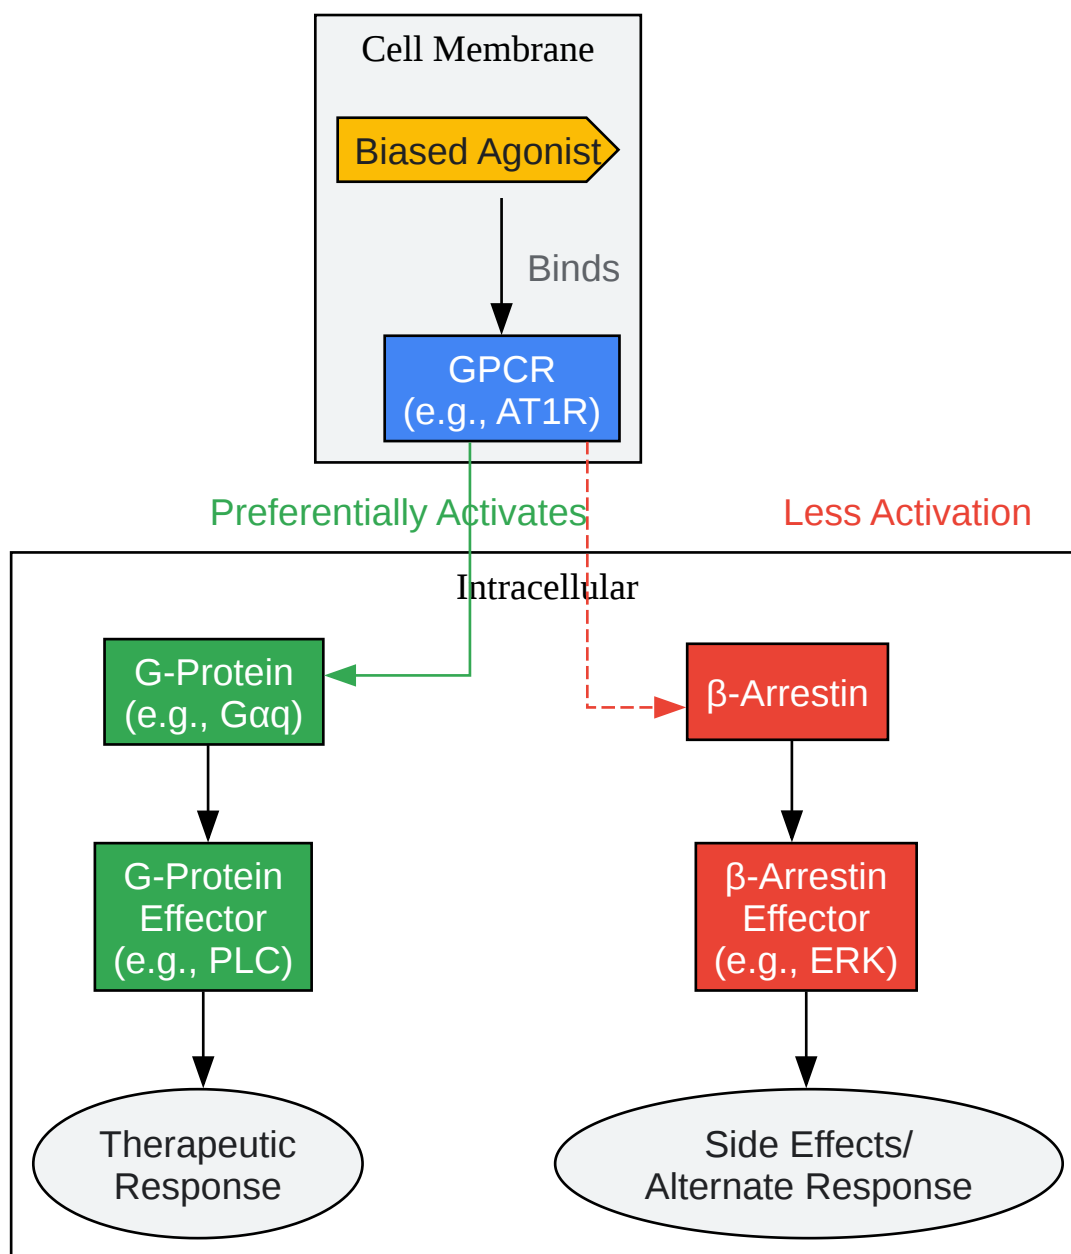 Cell Membrane
Biased Agonist
Binds
GPCR
(e.g., AT1R)
Preferentially Activates
Less Activation
Intracellular
G-Protein
(e.g., Gαq)
β-Arrestin
G-Protein
Effector
(e.g., PLC)
β-Arrestin
Effector
(e.g., ERK)
Therapeutic
Response
Side Effects/
Alternate Response